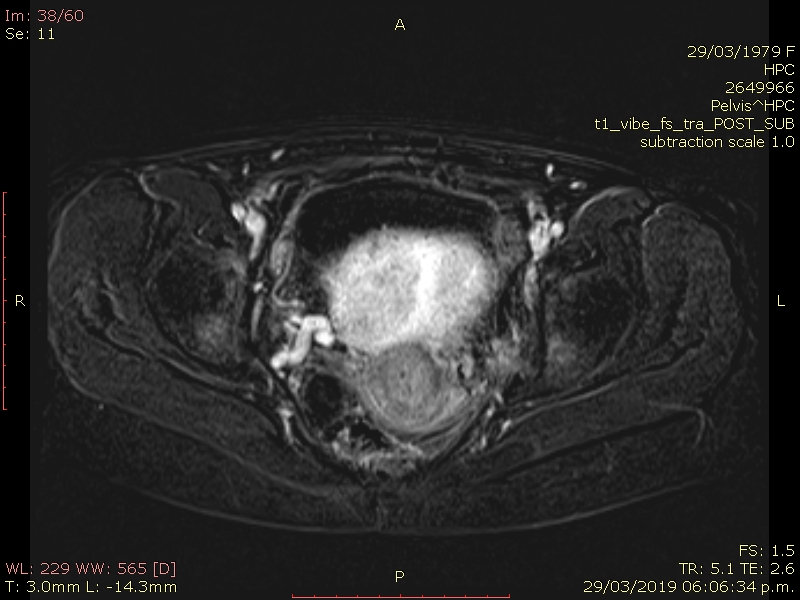 Im: 38/60
Se: 11
A
29/03/1979 F
HPC
2649966
Pelvis^HPC
t1_vibe_fs_tra_POST_SUB
subtraction scale 1.0
R
L
WL: 229 WW: 565 [D]
T: 3.0mm L: -14.3mm
P
FS: 1.5
TR: 5.1 TE: 2.6
29/03/2019 06:06:34 p.m.